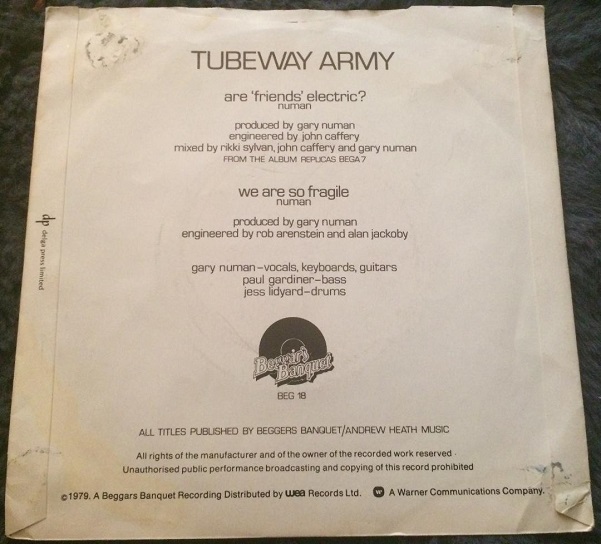 TUBEWAY ARMY
are 'friends' electric?
numan
produced by gary numan
engineered by john caffery
mixed by rikki sylvan, john caffery and gary numan
FROM THE ALBUM REPLICAS BEGA7
we are so fragile
numan
produced by gary numan
engineered by rob arenstein and alan jackoby
gary numan–vocals, keyboards, guitars
paul gardiner–bass
jess lidyard–drums
dp delga press limited
Beggar's
Banquet
BEG 18
ALL TITLES PUBLISHED BY BEGGERS BANQUET/ANDREW HEATH MUSIC
All rights of the manufacturer and of the owner of the recorded work reserved
Unauthorised public performance broadcasting and copying of this record prohibited
©1979. A Beggars Banquet Recording Distributed by wea Records Ltd. W A Warner Communications Company.